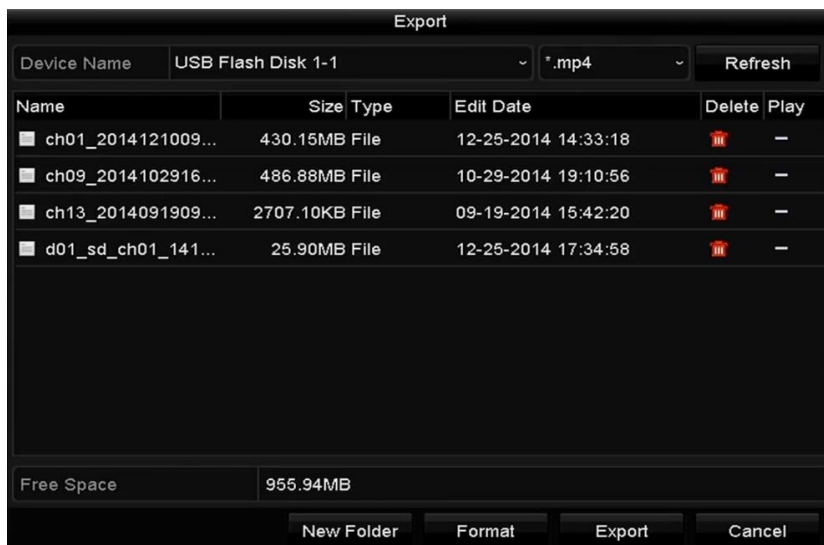 Export
Device Name USB Flash Disk 1-1 *.mp4 Refresh
Name Size Type Edit Date Delete Play
ch01_2014121009... 430.15MB File 12-25-2014 14:33:18
ch09_2014102916... 486.88MB File 10-29-2014 19:10:56
ch13_2014091909... 2707.10KB File 09-19-2014 15:42:20
d01_sd_ch01_141... 25.90MB File 12-25-2014 17:34:58
Free Space 955.94MB
New Folder Format Export Cancel